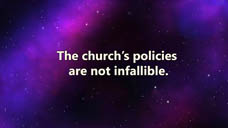 The church’s policies
are not infallible.